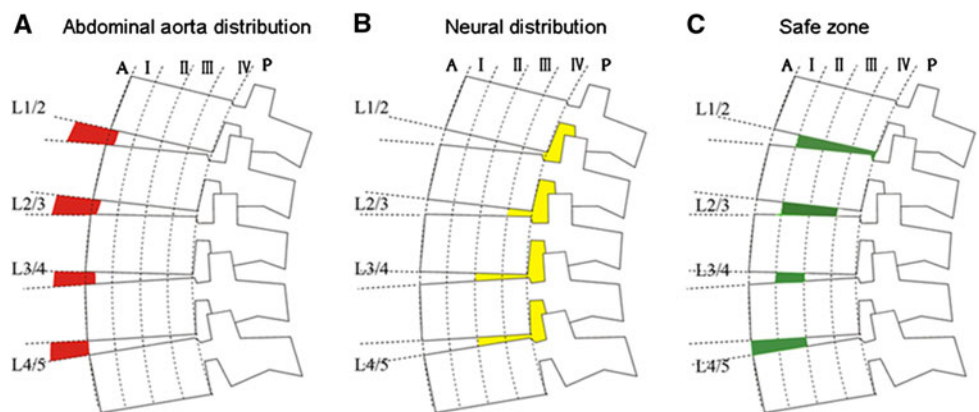 A Abdominal aorta distribution
A I II III IV P
L1/2
L2/3
L3/4
L4/5
B Neural distribution
A I II III IV P
L1/2
L2/3
L3/4
L4/5
C Safe zone
A I II III IV P
L1/2
L2/3
L3/4
L4/5